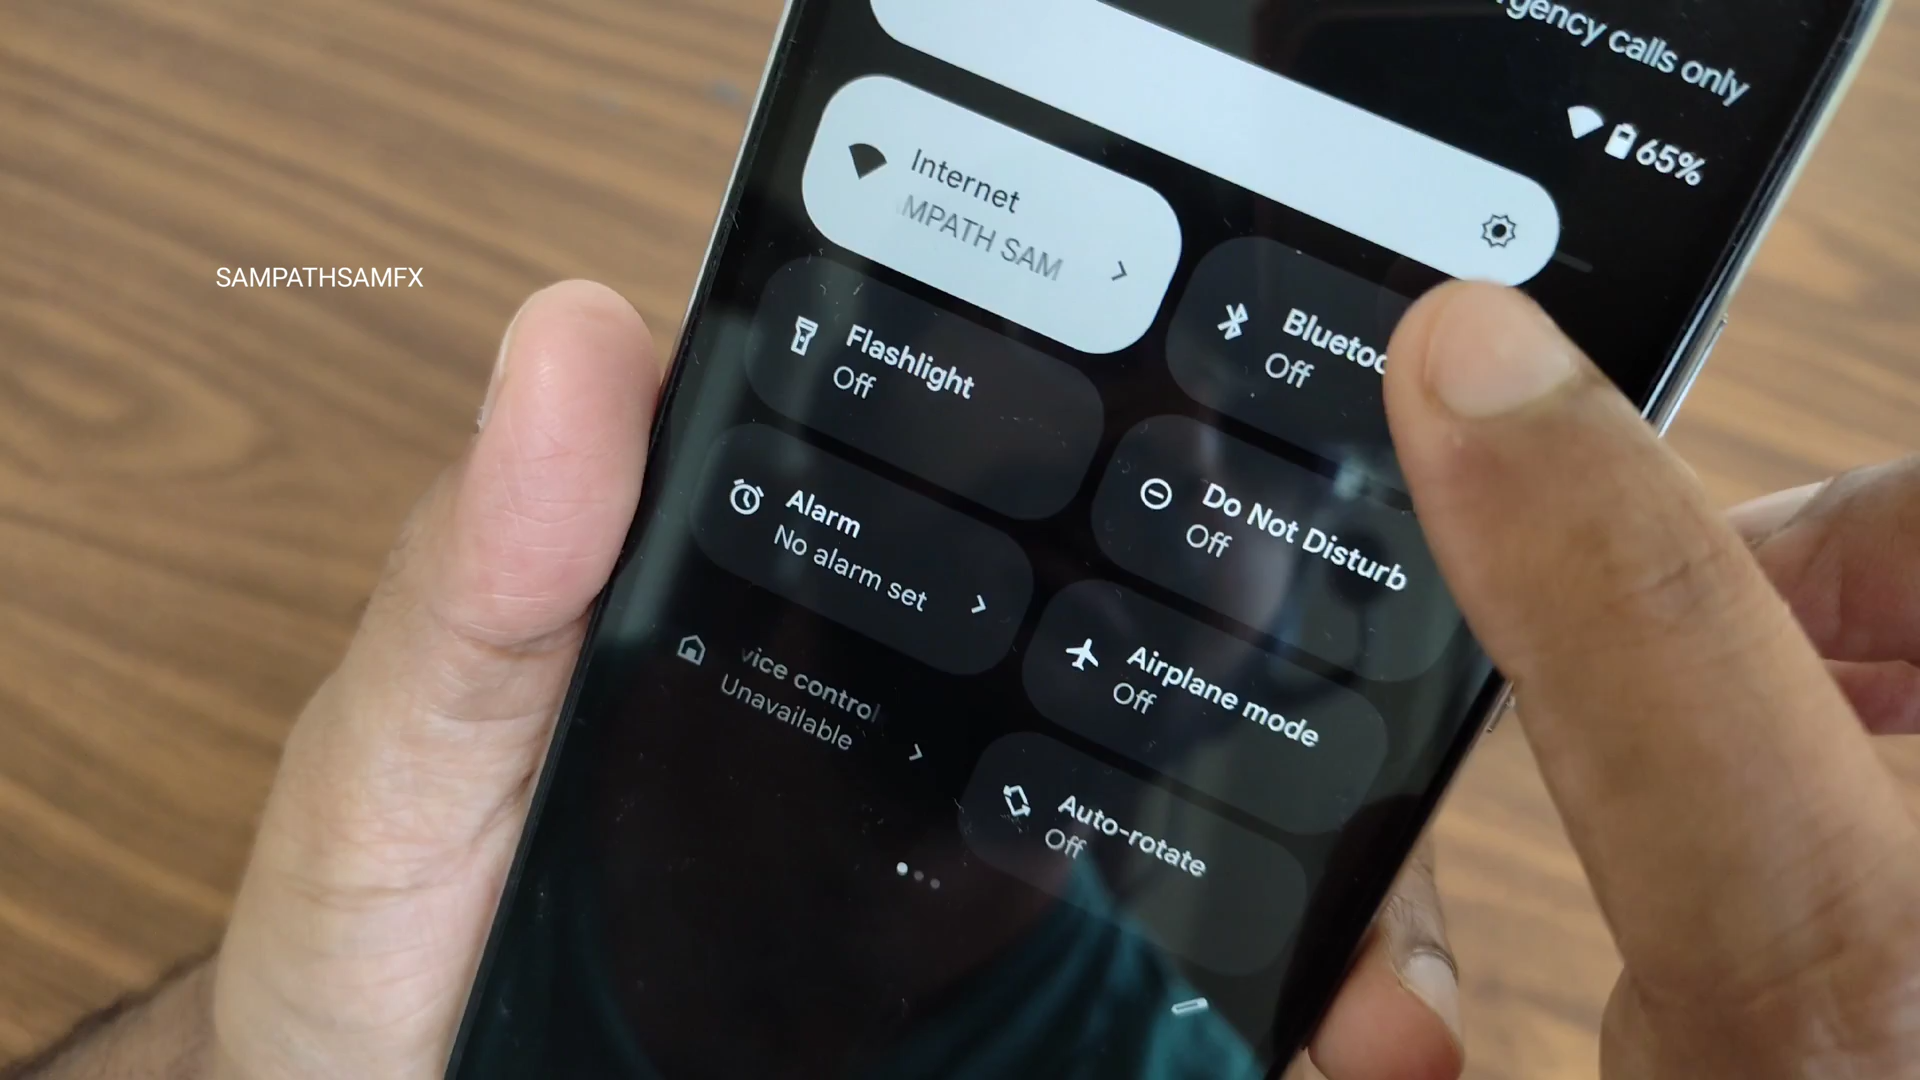 calls only
65%
Internet
MPATH SAM
Bluetoo
Off
Flashlight
Off
Do Not Disturb
Off
Alarm
No alarm set
Airplane mode
Off
vice control
Unavailable
Auto-rotate
Off
SAMPATHSAMFX